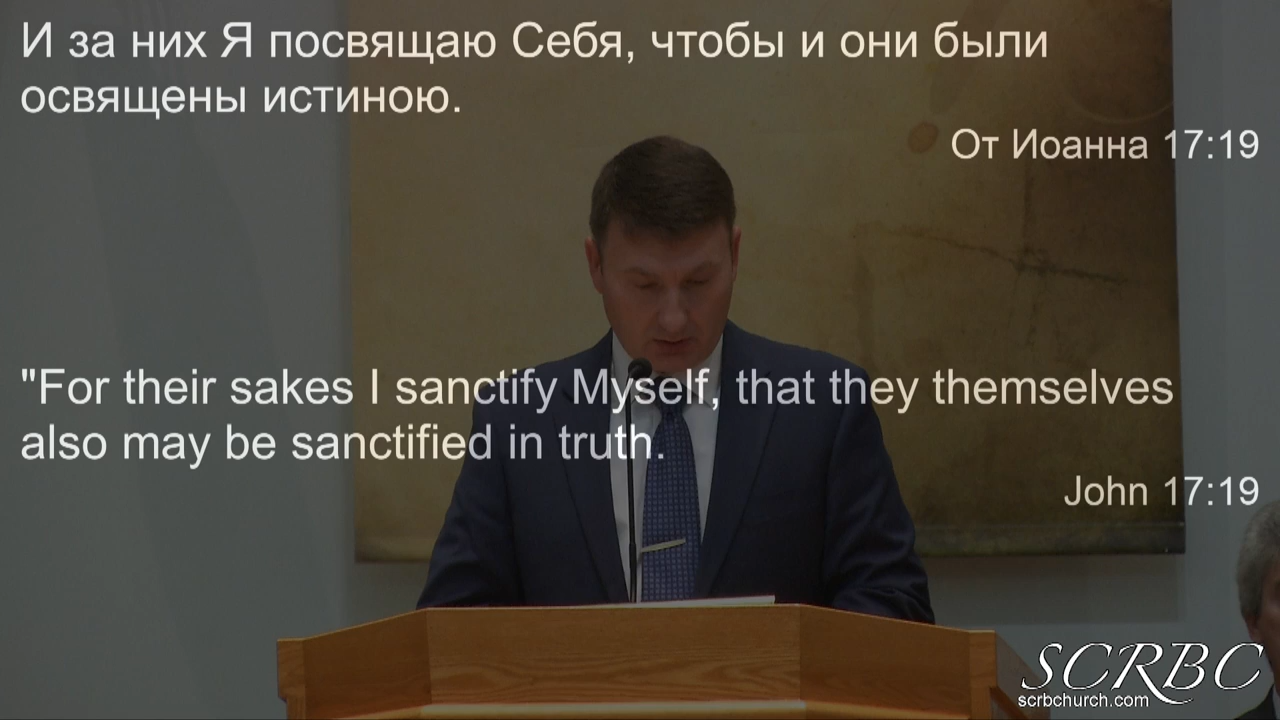 И за них Я посвящаю Себя, чтобы и они были
освящены истиною.
От Иоанна 17:19
"For their sakes I sanctify Myself, that they themselves
also may be sanctified in truth.
John 17:19
SCRBC
scrbchurch.com